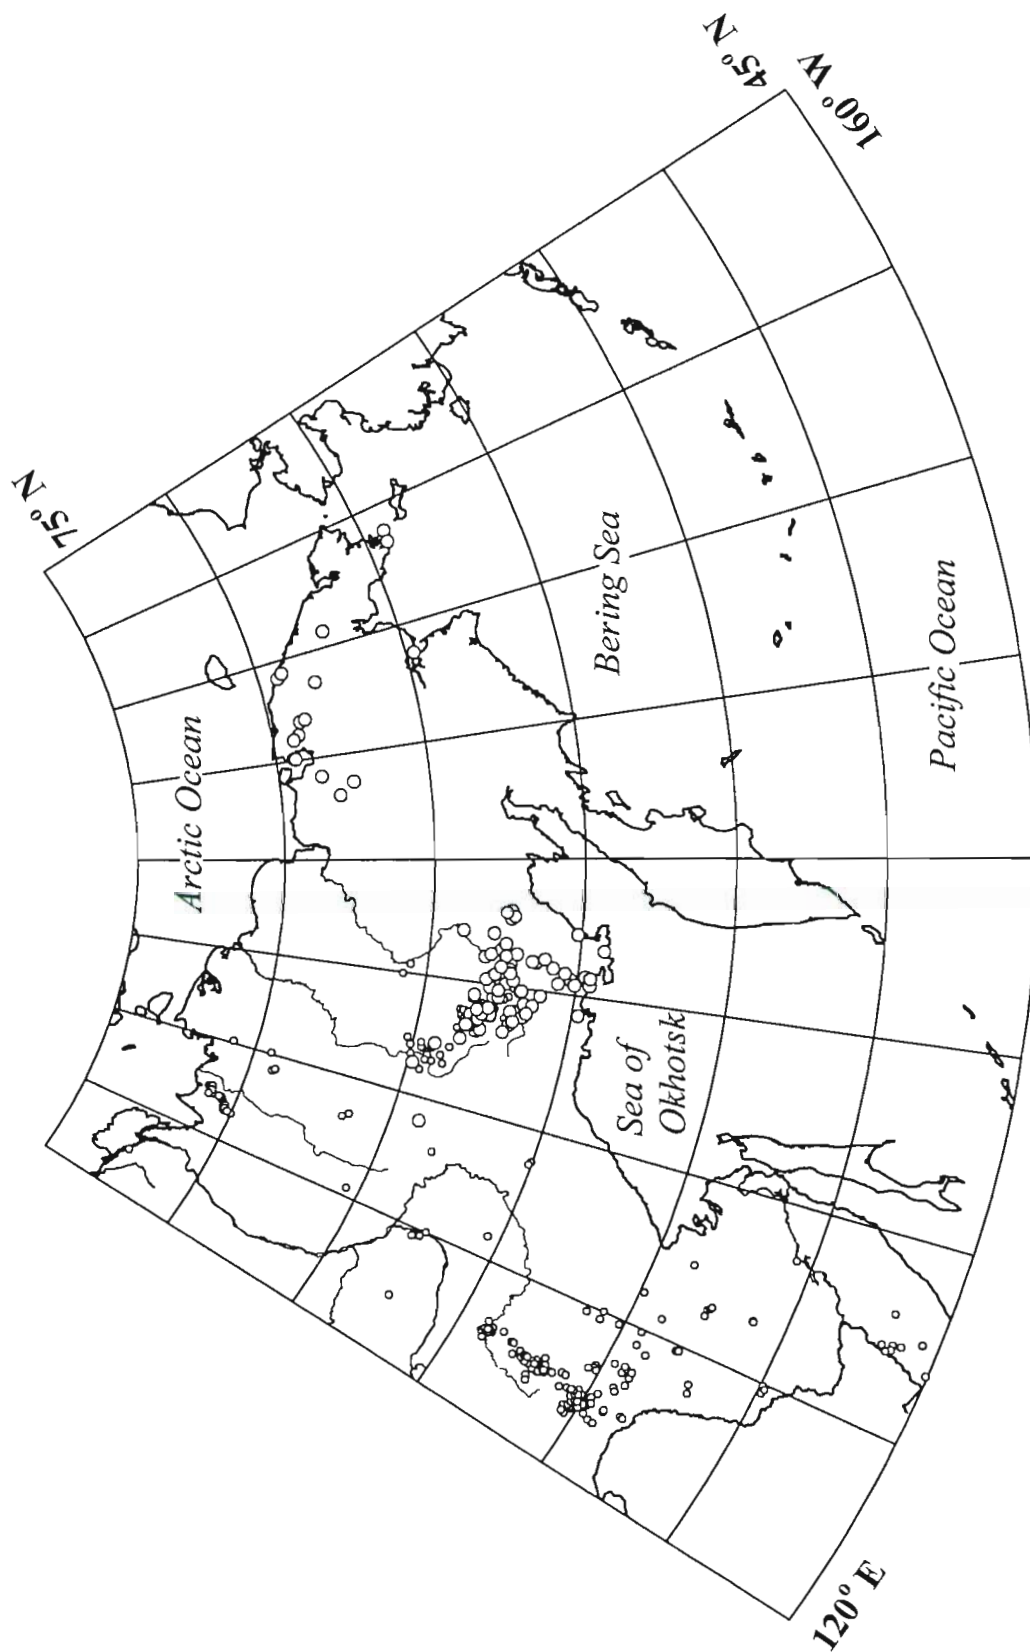 75° N
45° N
160° W
Arctic Ocean
Bering Sea
Pacific Ocean
Sea of
Okhotsk
120° E